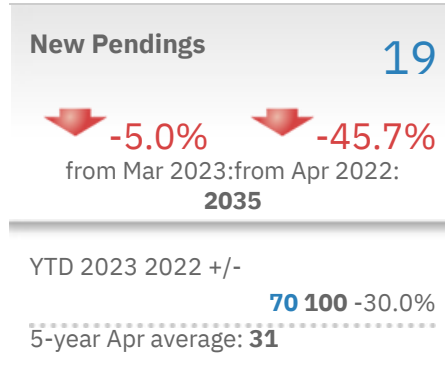 New Pendings 19
-5.0% -45.7%
from Mar 2023:from Apr 2022:
2035
YTD 2023 2022 +/-
70 100 -30.0%
5-year Apr average: 31